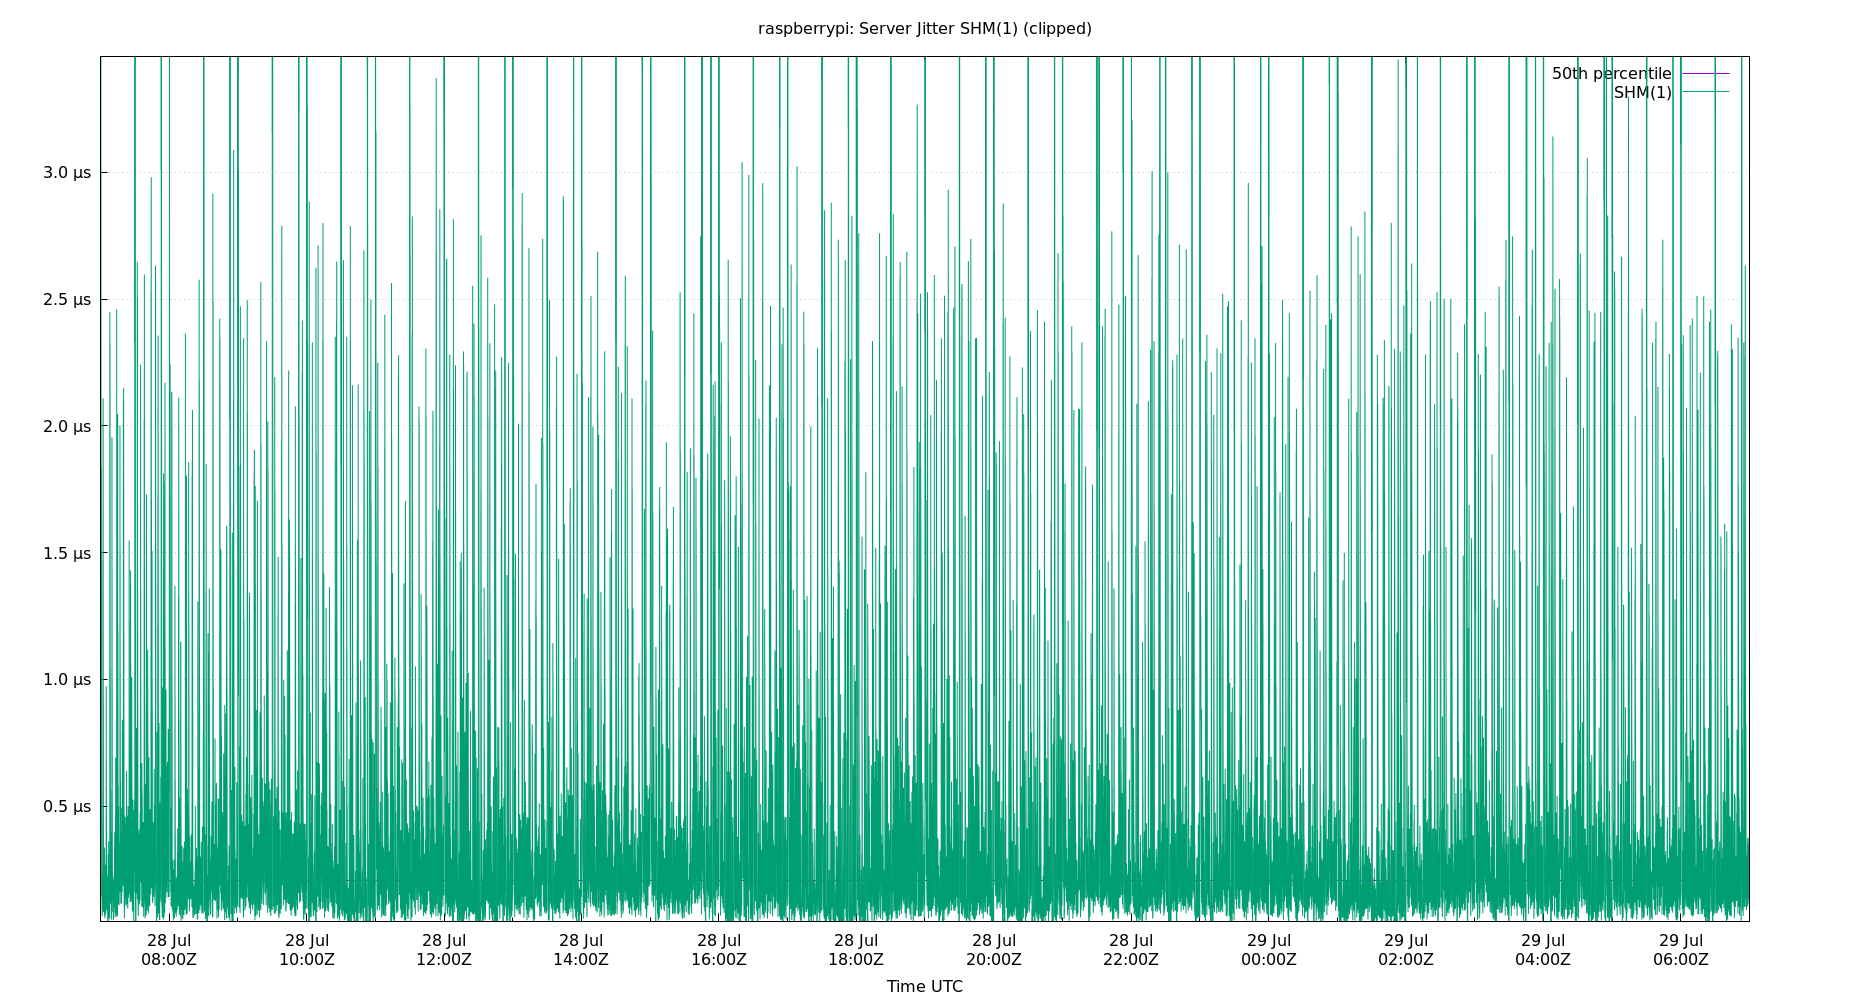 raspberrypi: Server Jitter SHM(1) (clipped)
50th percentile
SHM(1)
3.0 µs
2.5 µs
2.0 µs
1.5 µs
1.0 µs
0.5 µs
28 Jul 28 Jul 28 Jul 28 Jul 28 Jul 28 Jul 28 Jul 28 Jul 29 Jul 29 Jul 29 Jul 29 Jul
08:00Z 10:00Z 12:00Z 14:00Z 16:00Z 18:00Z 20:00Z 22:00Z 00:00Z 02:00Z 04:00Z 06:00Z
Time UTC